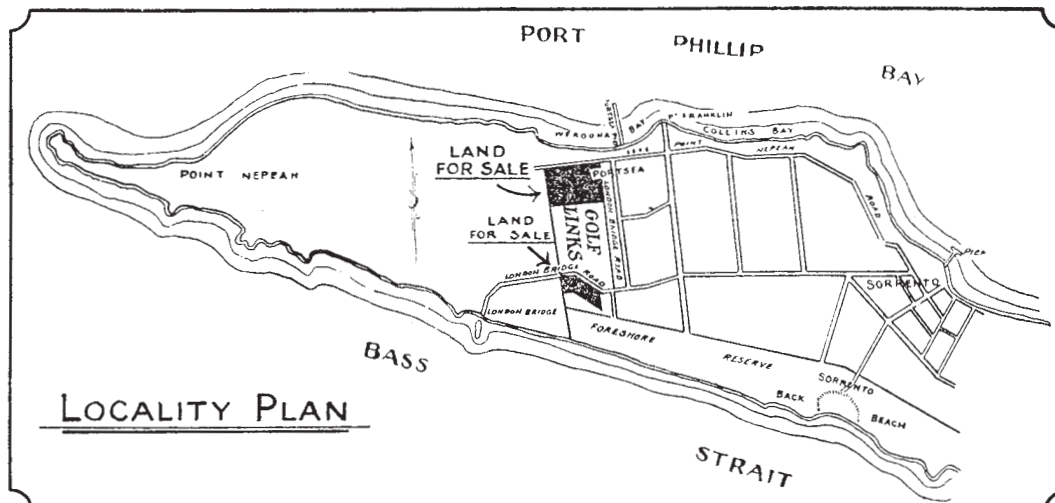 PORT PHILLIP BAY
WEROONA BAY
Pt FRANKLIN
COLLINS BAY
POINT NEPEAN ROAD
LAND
FOR SALE
PORTSEA
POINT NEPEAN
LAND
FOR SALE
GOLF
LINKS
LONDON BRIDGE ROAD
LONDON BRIDGE ROAD
PIER
SORRENTO
LONDON BRIDGE
FORESHORE RESERVE
BASS STRAIT
SORRENTO
BACK BEACH
LOCALITY PLAN